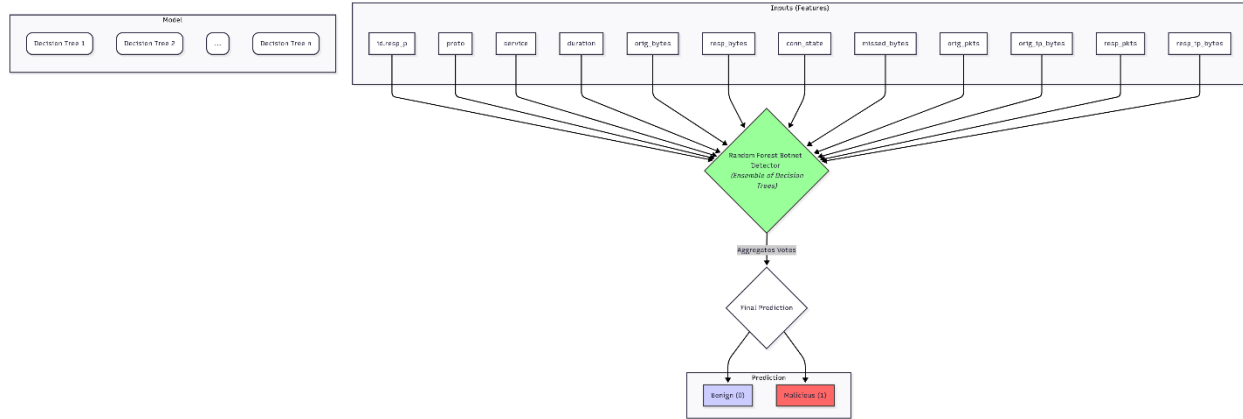 Model
Decision Tree 1
Decision Tree 2
...
Decision Tree n
Inputs (Features)
id.resp_p
proto
service
duration
orig_bytes
resp_bytes
conn_state
missed_bytes
orig_pkts
orig_ip_bytes
resp_pkts
resp_ip_bytes
Random Forest Botnet
Detector
(Ensemble of Decision
Trees)
Aggregates Votes
Final Prediction
Prediction
Benign (0)
Malicious (1)